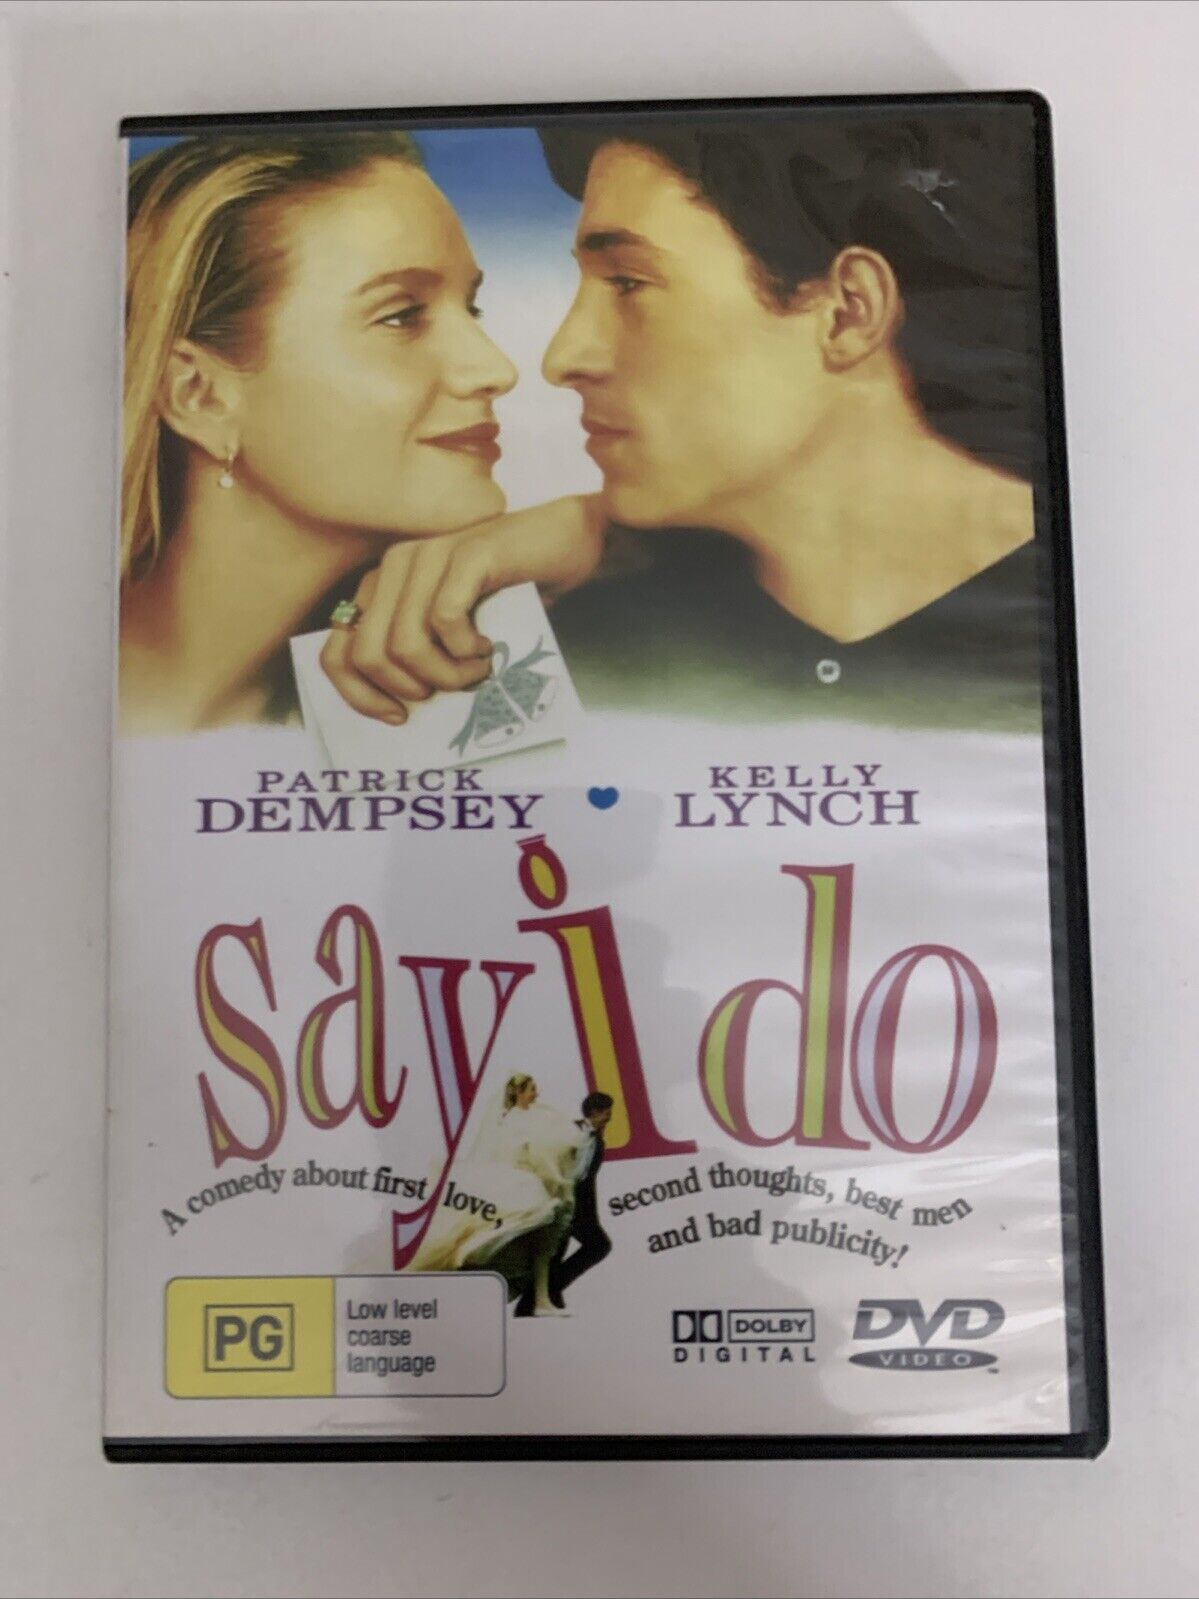 PATRICK
DEMPSEY
KELLY
LYNCH
say i do
A comedy about first love,
second thoughts, best men
and bad publicity!
PG
Low level
coarse
language
DOLBY
DIGITAL
DVD
VIDEO
TM